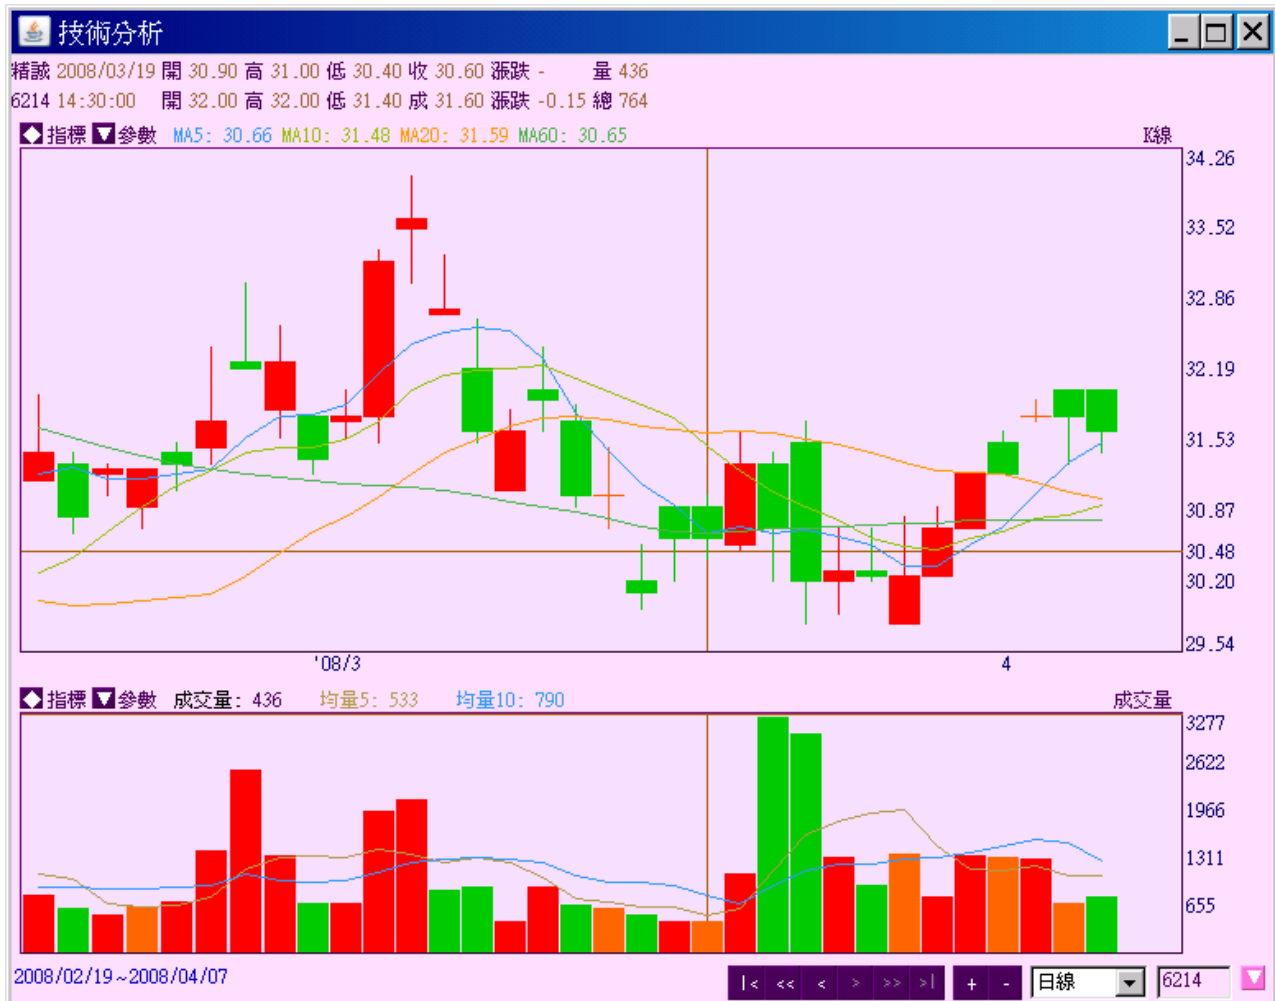 技術分析
精誠 2008/03/19 開 30.90 高 31.00 低 30.40 收 30.60 漲跌 - 量 436
6214 14:30:00 開 32.00 高 32.00 低 31.40 成 31.60 漲跌 -0.15 總 764
指標 參數 MA5: 30.66 MA10: 31.48 MA20: 31.59 MA60: 30.65 K線
34.26
33.52
32.86
32.19
31.53
30.87
30.48
30.20
29.54
'08/3 4
指標 參數 成交量: 436 均量5: 533 均量10: 790 成交量
3277
2622
1966
1311
655
2008/02/19~2008/04/07 |< << < > >> >| + - 日線 6214